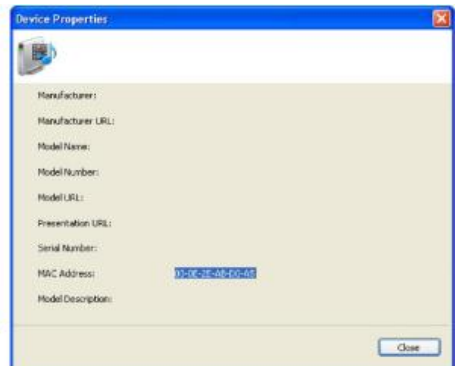 Device Properties
Manufacturer:
Manufacturer URL:
Model Name:
Model Number:
Model URL:
Presentation URL:
Serial Number:
MAC Address:
Model Description:
Close